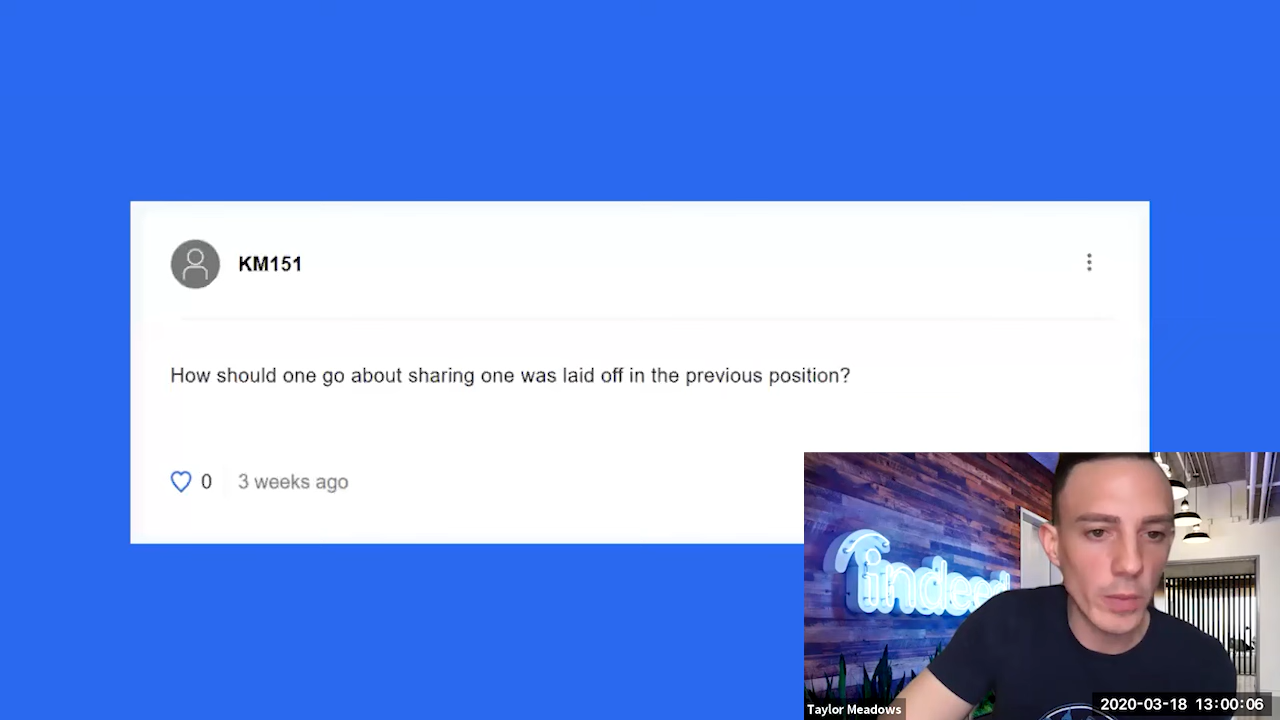 KM151
How should one go about sharing one was laid off in the previous position?
0
3 weeks ago
indeed
Taylor Meadows
2020-03-18 13:00:06